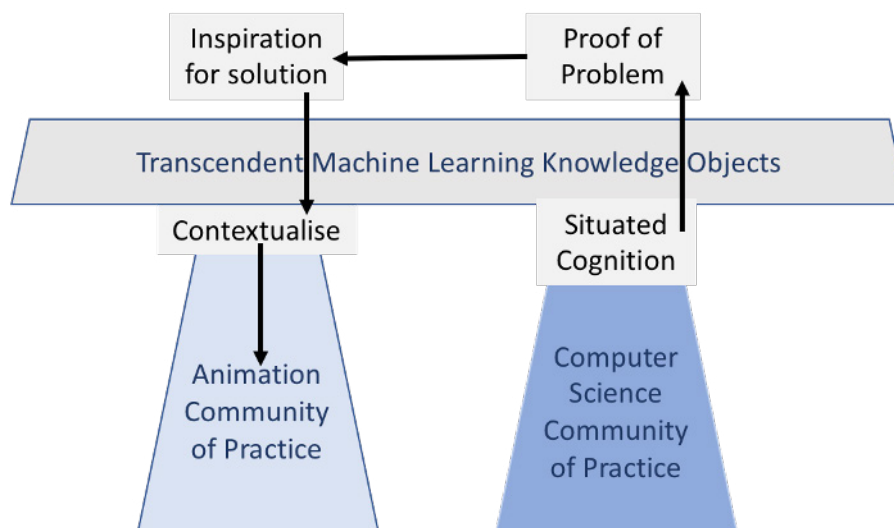 Inspiration
for solution
Proof of
Problem
Transcendent Machine Learning Knowledge Objects
Contextualise
Situated
Cognition
Animation
Community
of Practice
Computer
Science
Community
of Practice